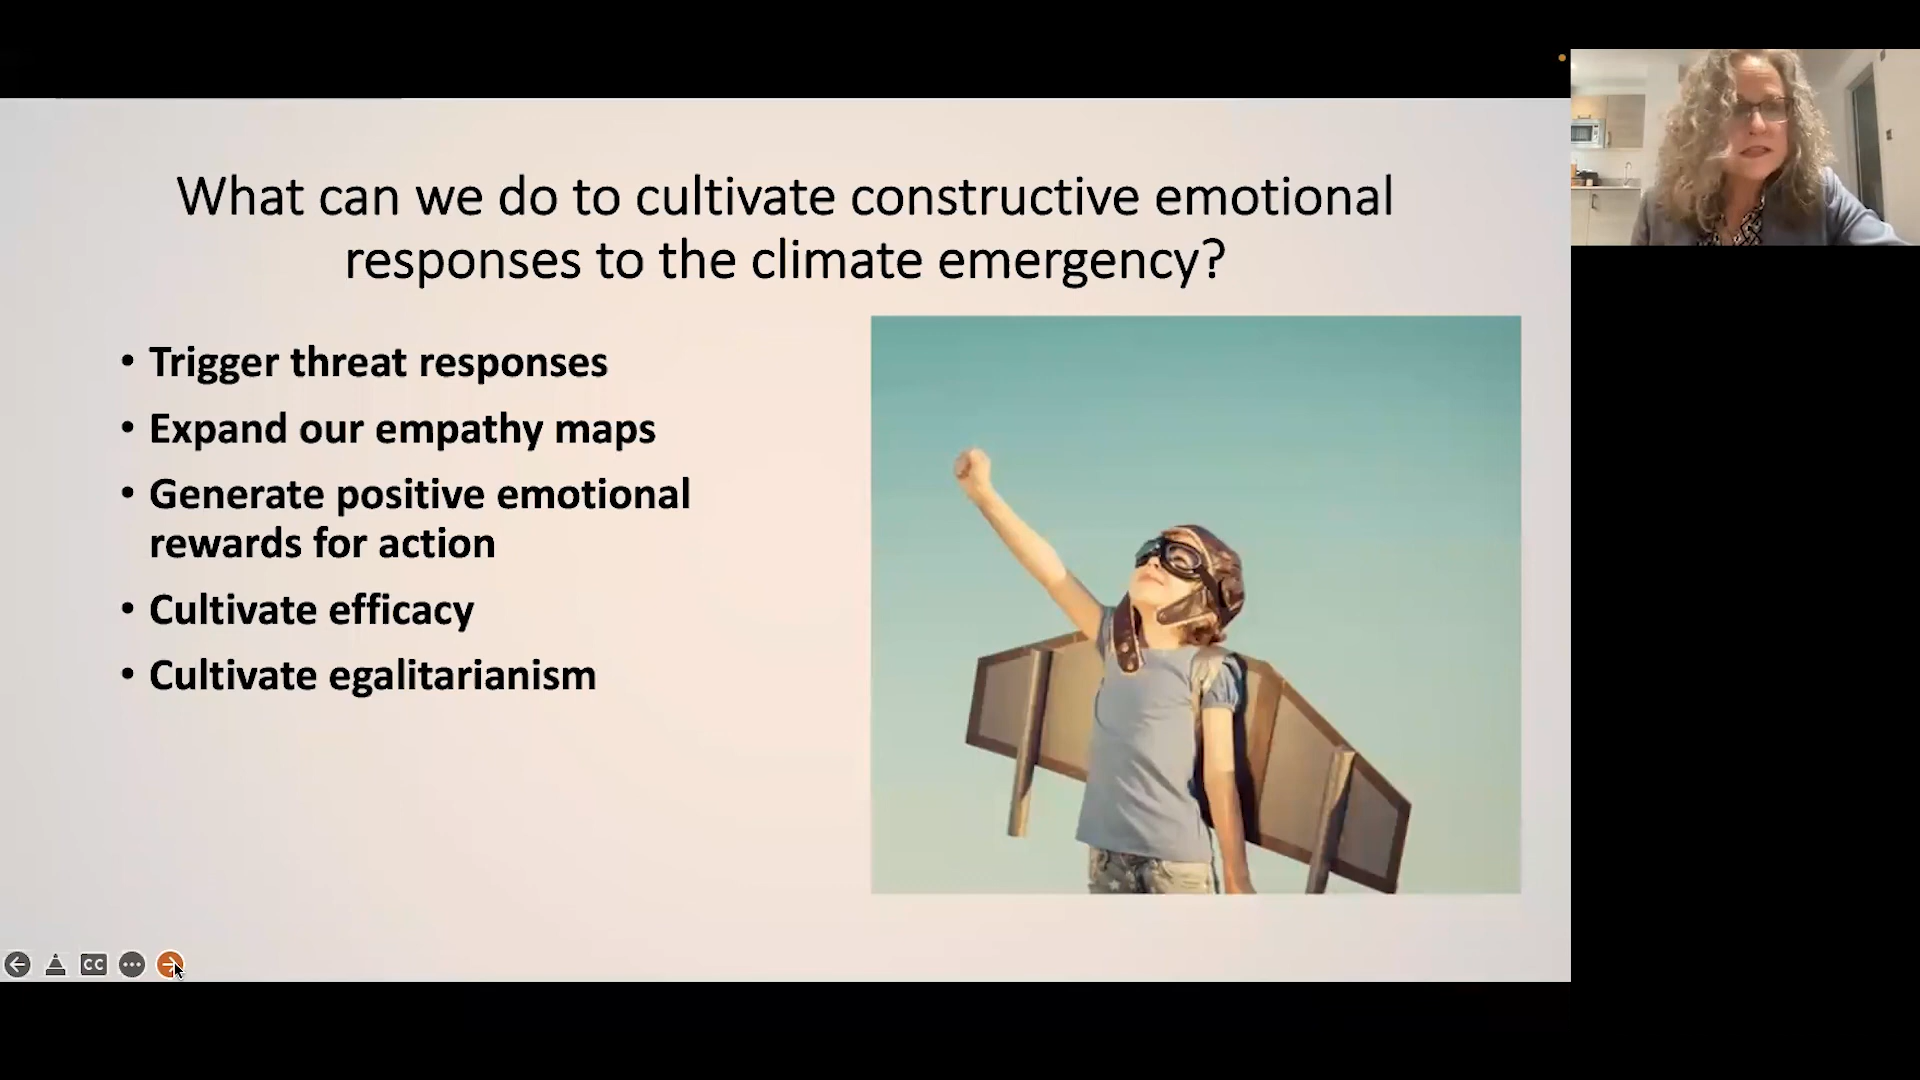 What can we do to cultivate constructive emotional
responses to the climate emergency?
• Trigger threat responses
• Expand our empathy maps
• Generate positive emotional
rewards for action
• Cultivate efficacy
• Cultivate egalitarianism
CC